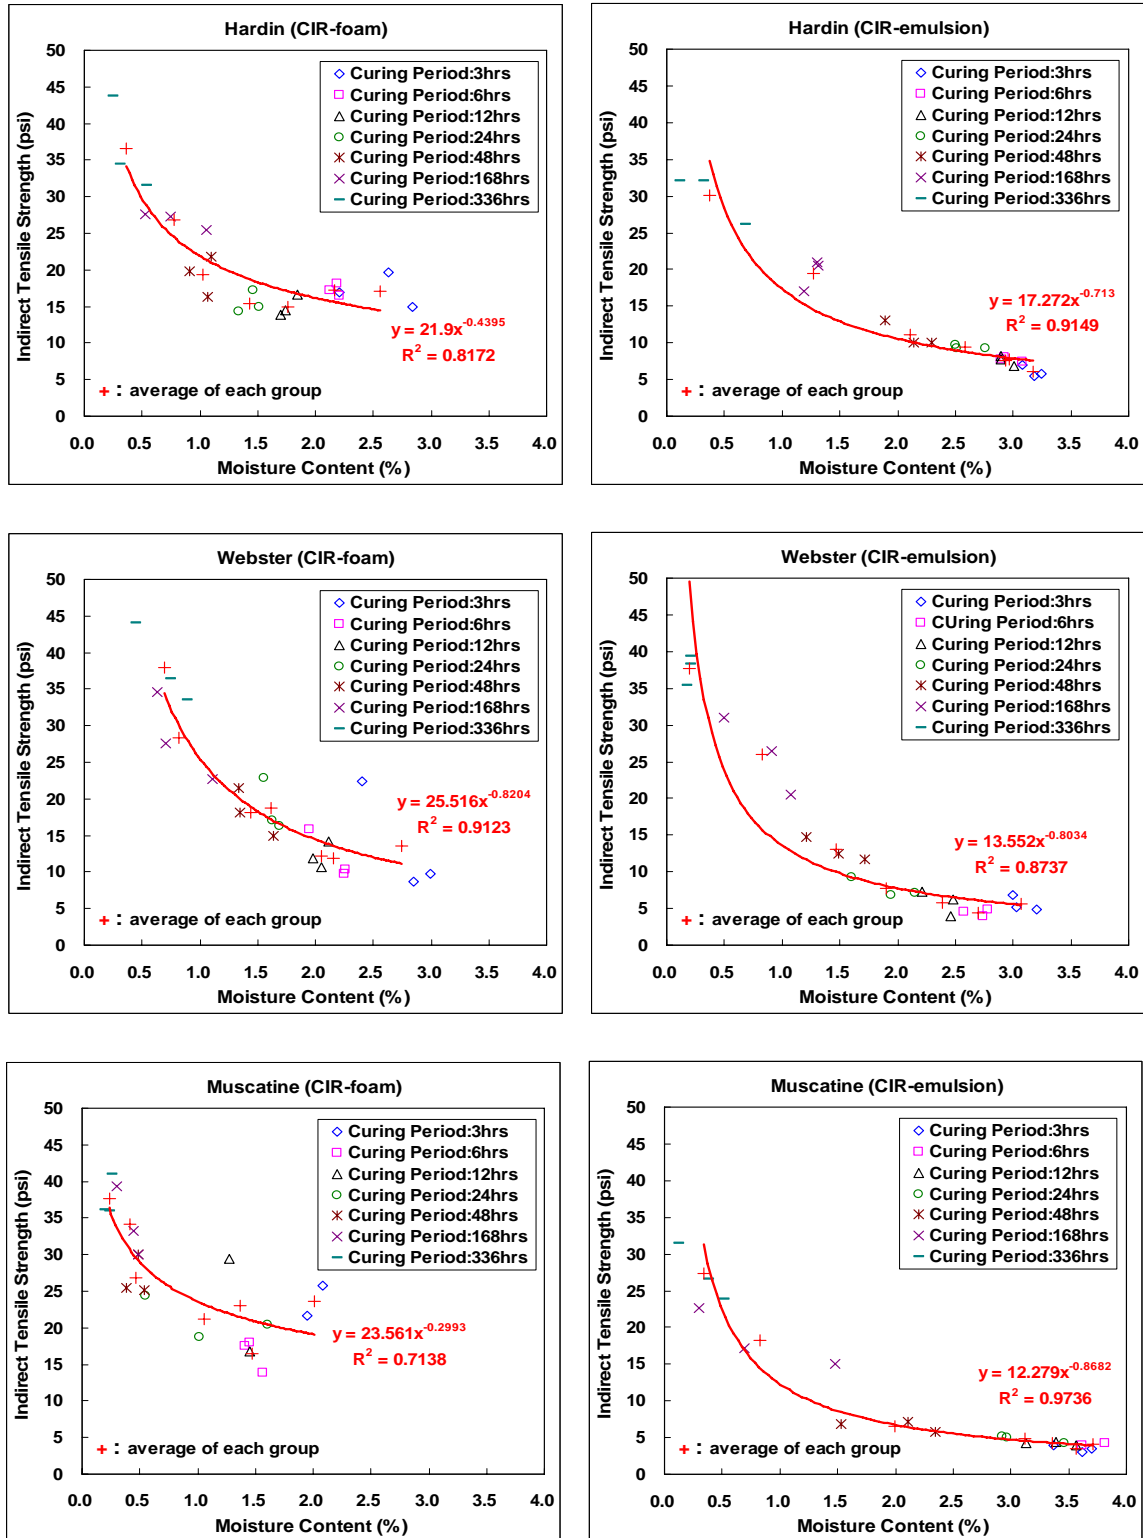 Hardin (CIR-foam)
Indirect Tensile Strength (psi)
50
45
40
35
30
25
20
15
10
5
0
Curing Period:3hrs
Curing Period:6hrs
Curing Period:12hrs
Curing Period:24hrs
Curing Period:48hrs
Curing Period:168hrs
Curing Period:336hrs
y = 21.9x^-0.4395
R² = 0.8172
+ : average of each group
0.0 0.5 1.0 1.5 2.0 2.5 3.0 3.5 4.0
Moisture Content (%)
Hardin (CIR-emulsion)
Indirect Tensile Strength (psi)
50
45
40
35
30
25
20
15
10
5
0
Curing Period:3hrs
Curing Period:6hrs
Curing Period:12hrs
Curing Period:24hrs
Curing Period:48hrs
Curing Period:168hrs
Curing Period:336hrs
y = 17.272x^-0.713
R² = 0.9149
+ : average of each group
0.0 0.5 1.0 1.5 2.0 2.5 3.0 3.5 4.0
Moisture Content (%)
Webster (CIR-foam)
Indirect Tensile Strength (psi)
50
45
40
35
30
25
20
15
10
5
0
Curing Period:3hrs
Curing Period:6hrs
Curing Period:12hrs
Curing Period:24hrs
Curing Period:48hrs
Curing Period:168hrs
Curing Period:336hrs
y = 25.516x^-0.8204
R² = 0.9123
+ : average of each group
0.0 0.5 1.0 1.5 2.0 2.5 3.0 3.5 4.0
Moisture Content (%)
Webster (CIR-emulsion)
Indirect Tensile Strength (psi)
50
45
40
35
30
25
20
15
10
5
0
Curing Period:3hrs
CUring Period:6hrs
Curing Period:12hrs
Curing Period:24hrs
Curing Period:48hrs
Curing Period:168hrs
Curing Period:336hrs
y = 13.552x^-0.8034
R² = 0.8737
+ : average of each group
0.0 0.5 1.0 1.5 2.0 2.5 3.0 3.5 4.0
Moisture Content (%)
Muscatine (CIR-foam)
Indirect Tensile Strength (psi)
50
45
40
35
30
25
20
15
10
5
0
Curing Period:3hrs
Curing Period:6hrs
Curing Period:12hrs
Curing Period:24hrs
Curing Period:48hrs
Curing Period:168hrs
Curing Period:336hrs
y = 23.561x^-0.2993
R² = 0.7138
+ : average of each group
0.0 0.5 1.0 1.5 2.0 2.5 3.0 3.5 4.0
Moisture Content (%)
Muscatine (CIR-emulsion)
Indirect Tensile Strength (psi)
50
45
40
35
30
25
20
15
10
5
0
Curing Period:3hrs
Curing Period:6hrs
Curing Period:12hrs
Curing Period:24hrs
Curing Period:48hrs
Curing Period:168hrs
Curing Period:336hrs
y = 12.279x^-0.8682
R² = 0.9736
+ : average of each group
0.0 0.5 1.0 1.5 2.0 2.5 3.0 3.5 4.0
Moisture Content (%)